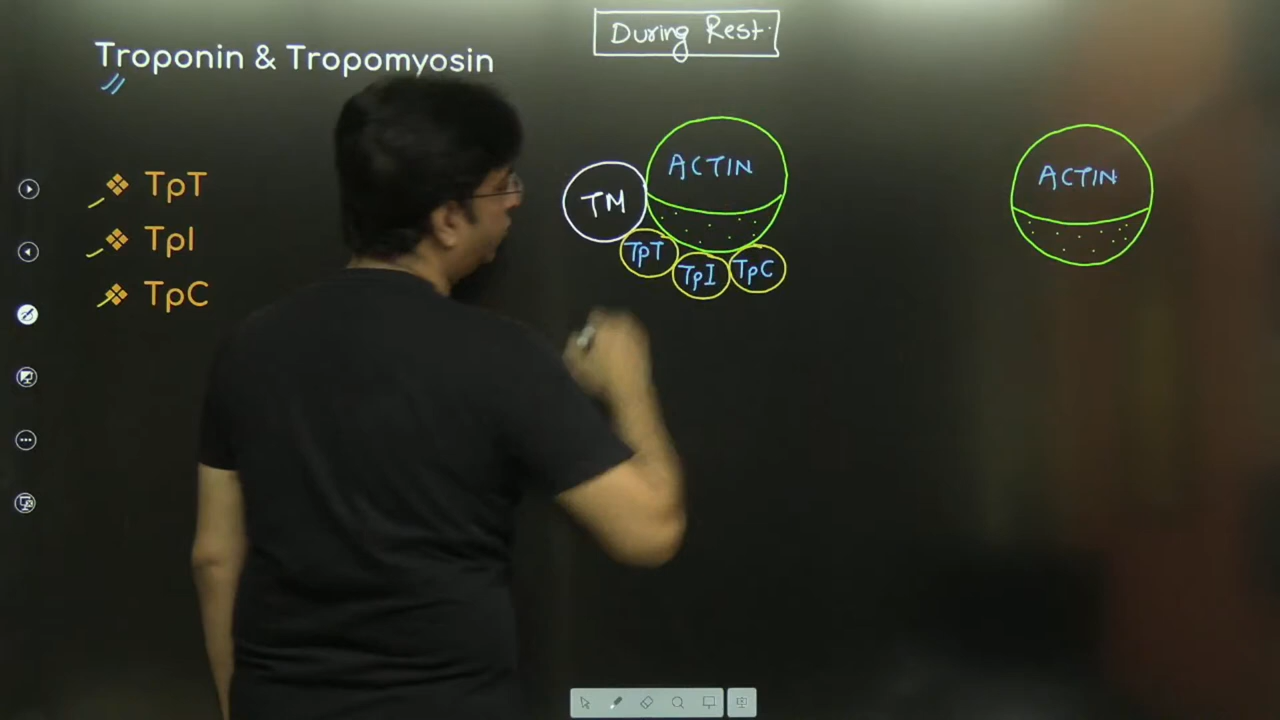 During Rest
Troponin & Tropomyosin
TpT
TpI
TpC
ACTIN
TM
TpT
TpI
TpC
ACTIN